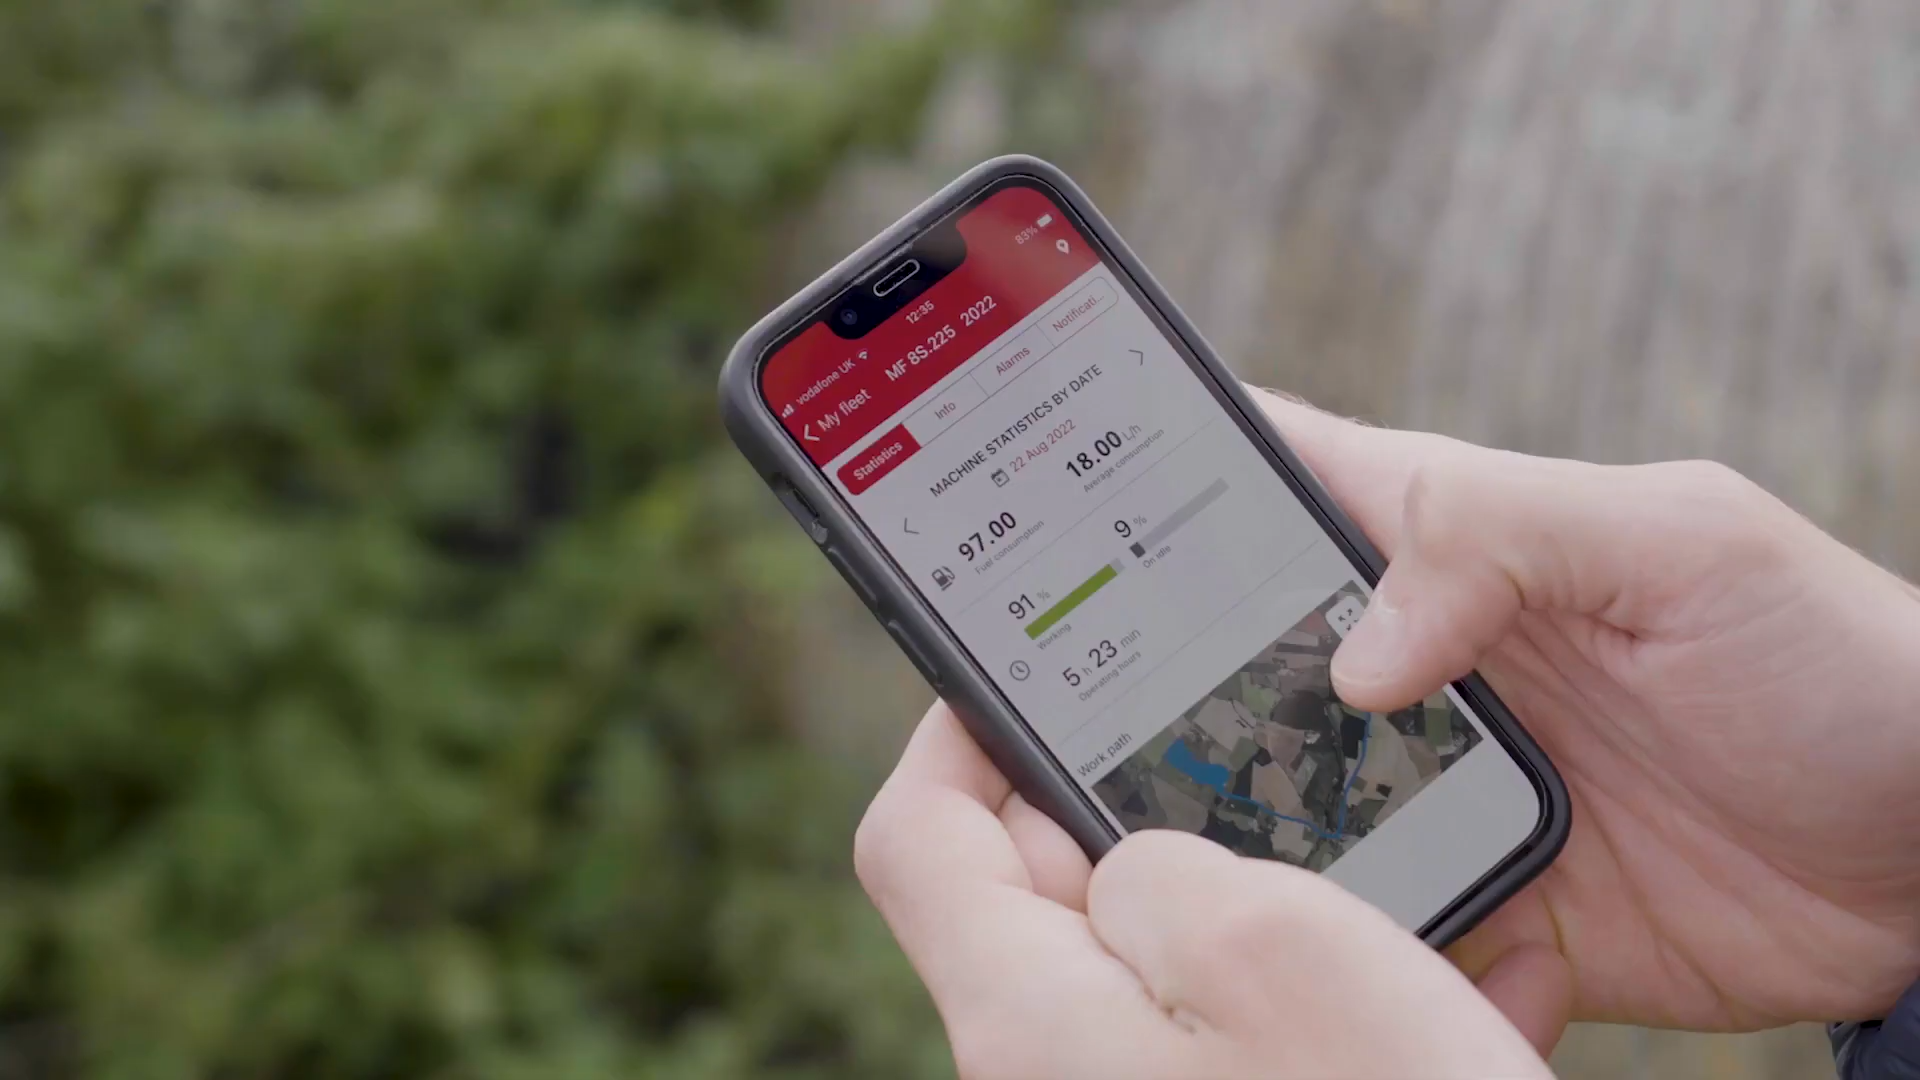 vodafone UK 12:35 83%
My fleet MF 8S.225 2022
Statistics Info Alarms Notificati...
MACHINE STATISTICS BY DATE
22 Aug 2022
97.00 18.00 L/h
Fuel consumption Average consumption
91 % 9 %
Working On idle
5 h 23 min
Operating hours
Work path